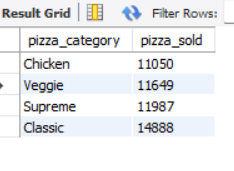 Result Grid Filter Rows:
pizza_category pizza_sold
Chicken 11050
Veggie 11649
Supreme 11987
Classic 14888